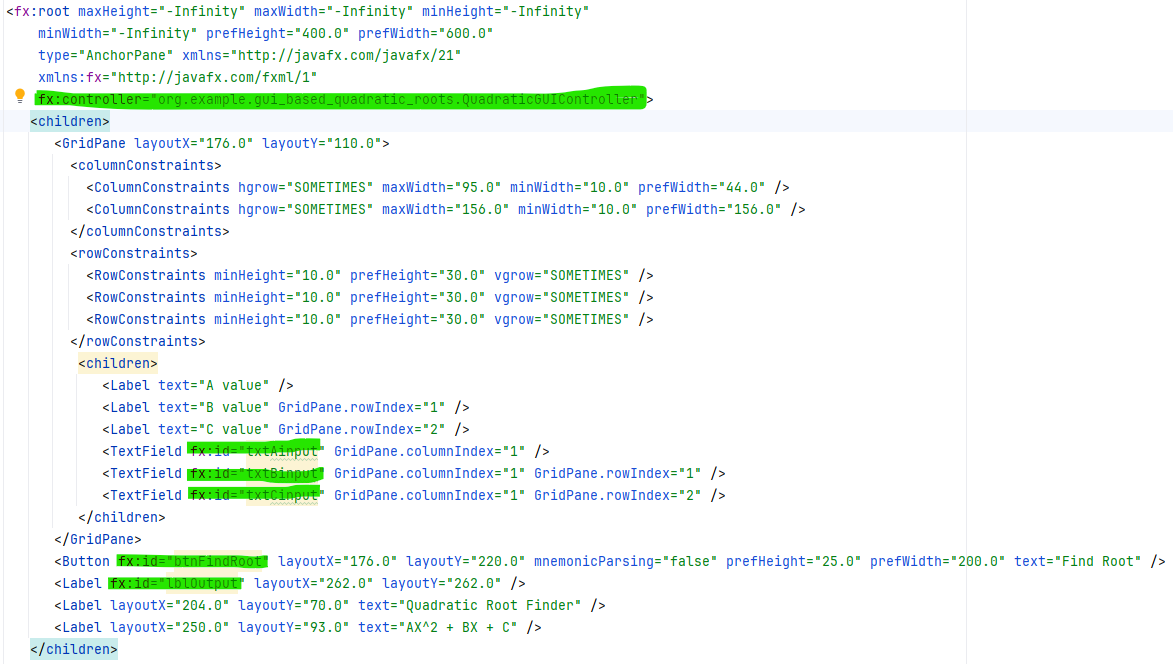 <fx:root maxHeight="-Infinity" maxWidth="-Infinity" minHeight="-Infinity"
minWidth="-Infinity" prefHeight="400.0" prefWidth="600.0"
type="AnchorPane" xmlns="http://javafx.com/javafx/21"
xmlns:fx="http://javafx.com/fxml/1"
fx:controller="org.example.gui_based_quadratic_roots.QuadraticGUIController">
<children>
<GridPane layoutX="176.0" layoutY="110.0">
<columnConstraints>
<ColumnConstraints hgrow="SOMETIMES" maxWidth="95.0" minWidth="10.0" prefWidth="44.0" />
<ColumnConstraints hgrow="SOMETIMES" maxWidth="156.0" minWidth="10.0" prefWidth="156.0" />
</columnConstraints>
<rowConstraints>
<RowConstraints minHeight="10.0" prefHeight="30.0" vgrow="SOMETIMES" />
<RowConstraints minHeight="10.0" prefHeight="30.0" vgrow="SOMETIMES" />
<RowConstraints minHeight="10.0" prefHeight="30.0" vgrow="SOMETIMES" />
</rowConstraints>
<children>
<Label text="A value" />
<Label text="B value" GridPane.rowIndex="1" />
<Label text="C value" GridPane.rowIndex="2" />
<TextField fx:id="txtAinput" GridPane.columnIndex="1" />
<TextField fx:id="txtBinput" GridPane.columnIndex="1" GridPane.rowIndex="1" />
<TextField fx:id="txtCinput" GridPane.columnIndex="1" GridPane.rowIndex="2" />
</children>
</GridPane>
<Button fx:id="btnFindRoot" layoutX="176.0" layoutY="220.0" mnemonicParsing="false" prefHeight="25.0" prefWidth="200.0" text="Find Root" />
<Label fx:id="lblOutput" layoutX="262.0" layoutY="262.0" />
<Label layoutX="204.0" layoutY="70.0" text="Quadratic Root Finder" />
<Label layoutX="250.0" layoutY="93.0" text="AX^2 + BX + C" />
</children>